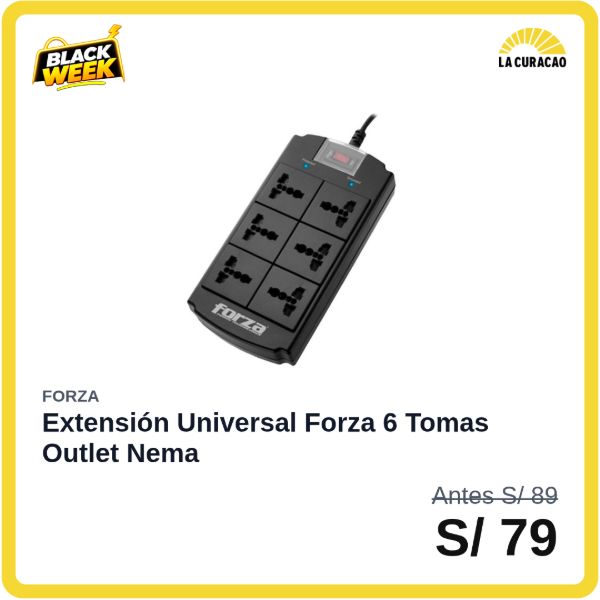 BLACK
WEEK
LA CURACAO
forza
FORZA
Extensión Universal Forza 6 Tomas
Outlet Nema
Antes S/ 89
S/ 79